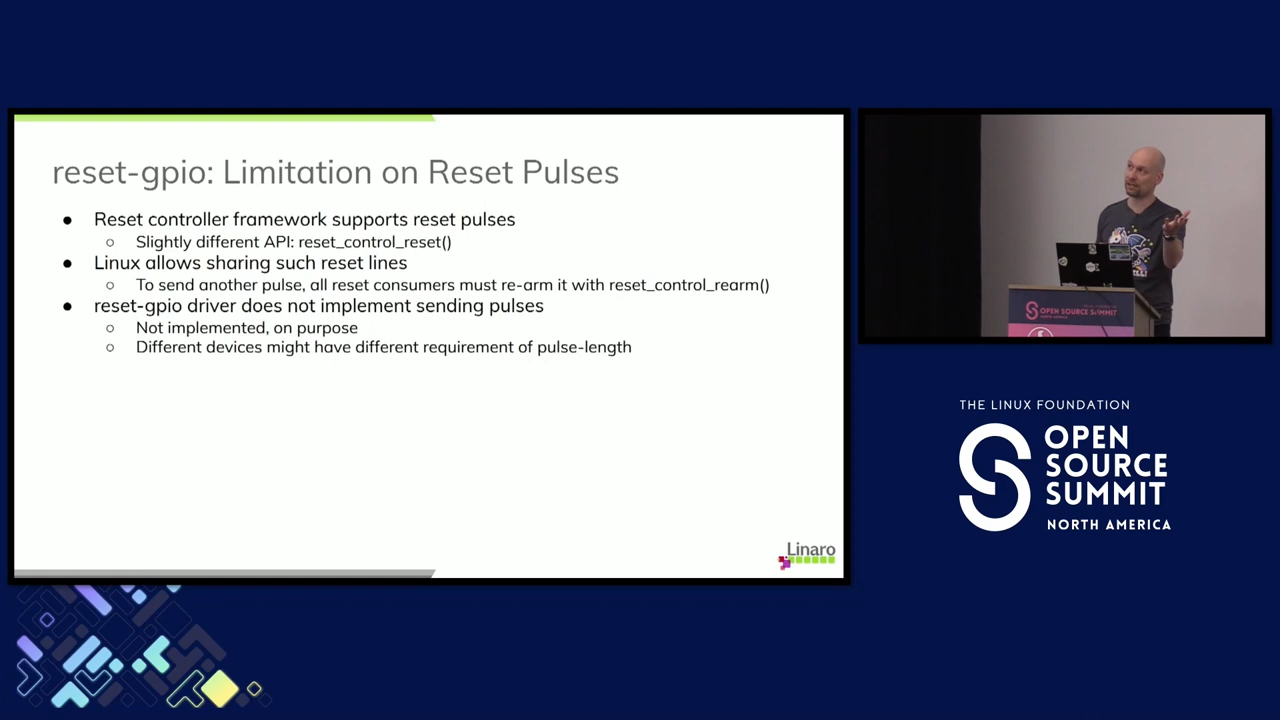 reset-gpio: Limitation on Reset Pulses
● Reset controller framework supports reset pulses
○ Slightly different API: reset_control_reset()
● Linux allows sharing such reset lines
○ To send another pulse, all reset consumers must re-arm it with reset_control_rearm()
● reset-gpio driver does not implement sending pulses
○ Not implemented, on purpose
○ Different devices might have different requirement of pulse-length
Linaro
OPEN SOURCE SUMMIT
THE LINUX FOUNDATION
OPEN
SOURCE
SUMMIT
NORTH AMERICA